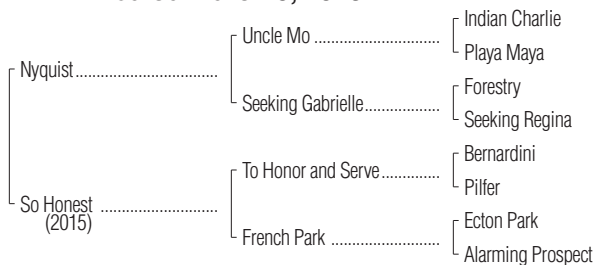 Nyquist
So Honest
(2015)
Uncle Mo
Seeking Gabrielle
To Honor and Serve
French Park
Indian Charlie
Playa Maya
Forestry
Seeking Regina
Bernardini
Pilfer
Ecton Park
Alarming Prospect